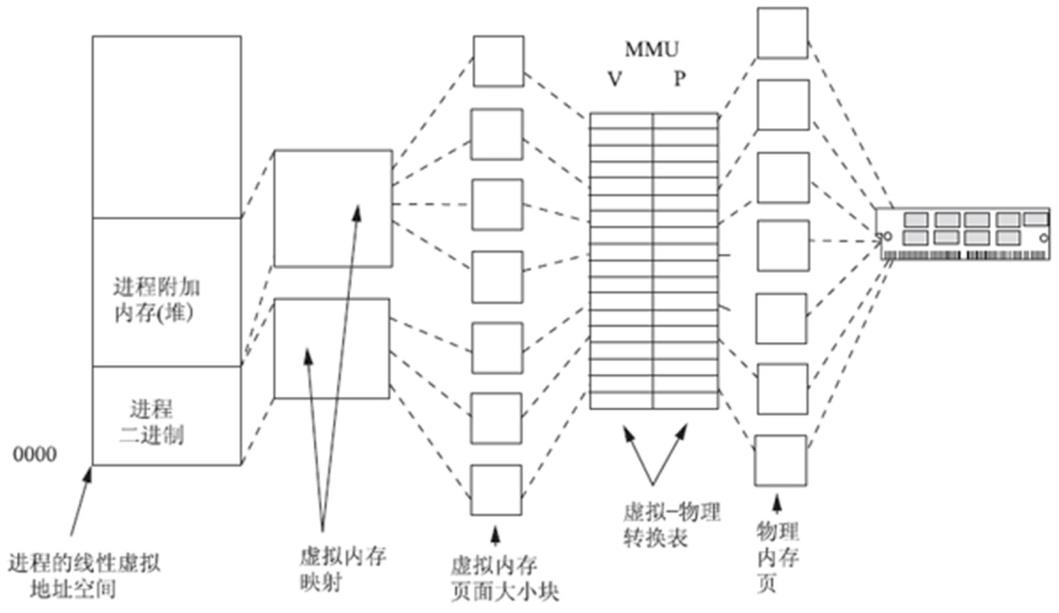 MMU
V P
进程附加
内存(堆)
进程
二进制
0000
进程的线性虚拟
地址空间
虚拟内存
映射
虚拟内存
页面大小块
虚拟-物理
转换表
物理
内存
页